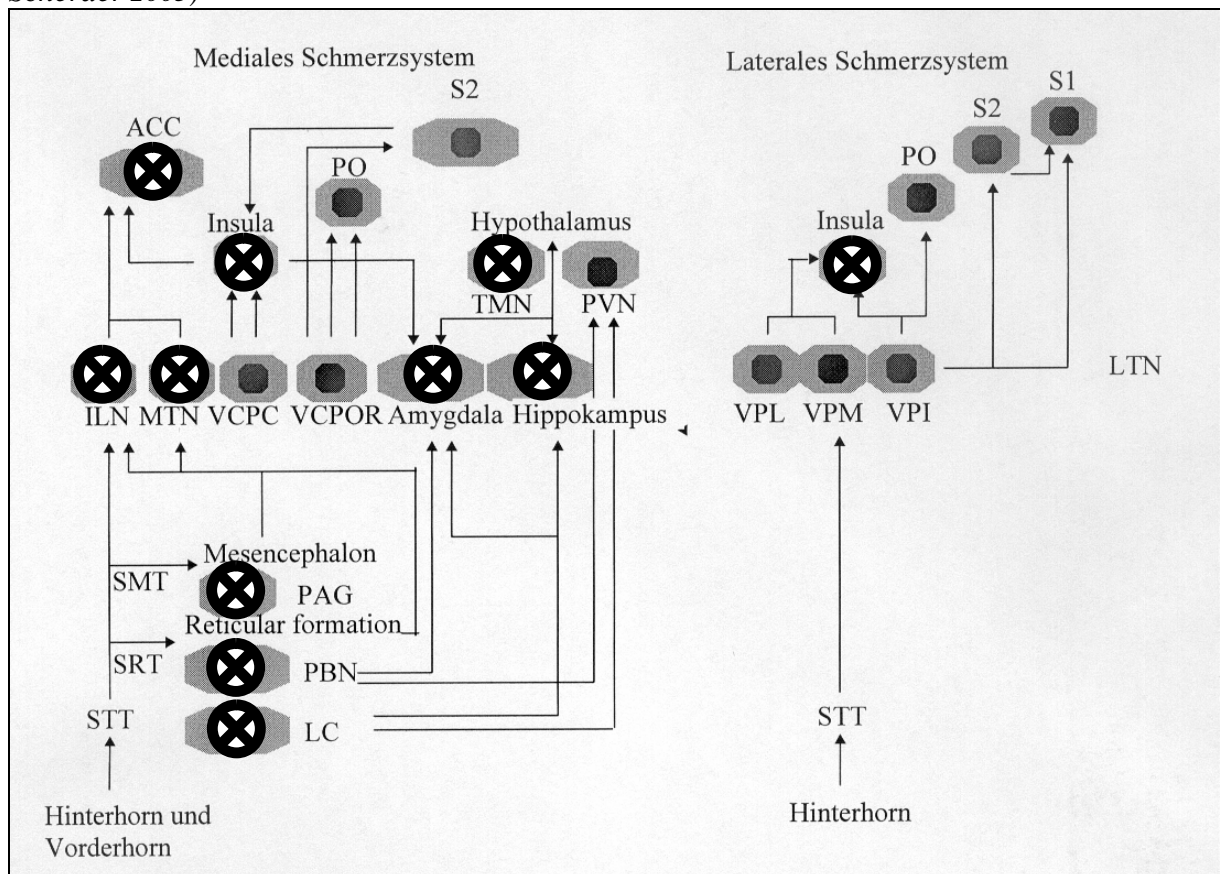 Scherder 2003)
Mediales Schmerzsystem
Laterales Schmerzsystem
S2
S1
ACC
S2
PO
PO
Insula
Hypothalamus
Insula
TMN
PVN
LTN
ILN MTN VCPC VCPOR Amygdala Hippokampus
VPL VPM VPI
Mesencephalon
SMT
PAG
Reticular formation
SRT
PBN
STT
LC
STT
Hinterhorn und
Vorderhorn
Hinterhorn